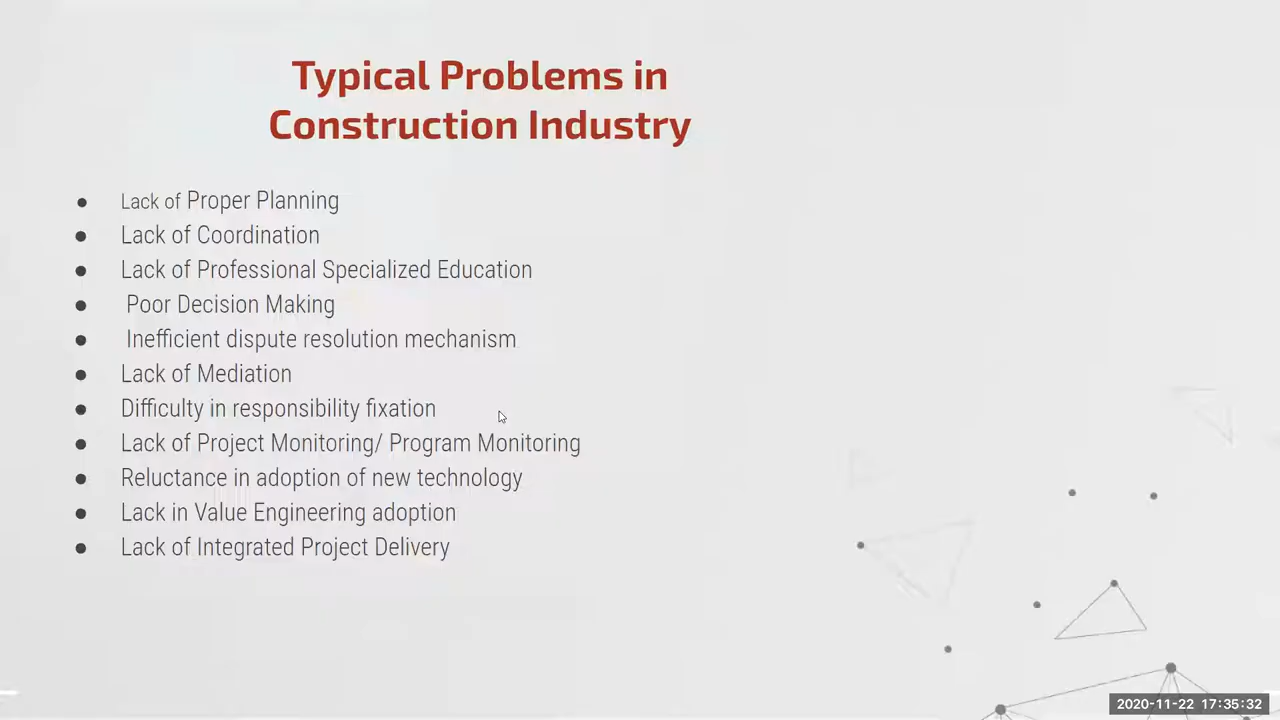 Typical Problems in
Construction Industry
● Lack of Proper Planning
● Lack of Coordination
● Lack of Professional Specialized Education
● Poor Decision Making
● Inefficient dispute resolution mechanism
● Lack of Mediation
● Difficulty in responsibility fixation
● Lack of Project Monitoring/ Program Monitoring
● Reluctance in adoption of new technology
● Lack in Value Engineering adoption
● Lack of Integrated Project Delivery
2020-11-22 17:35:32